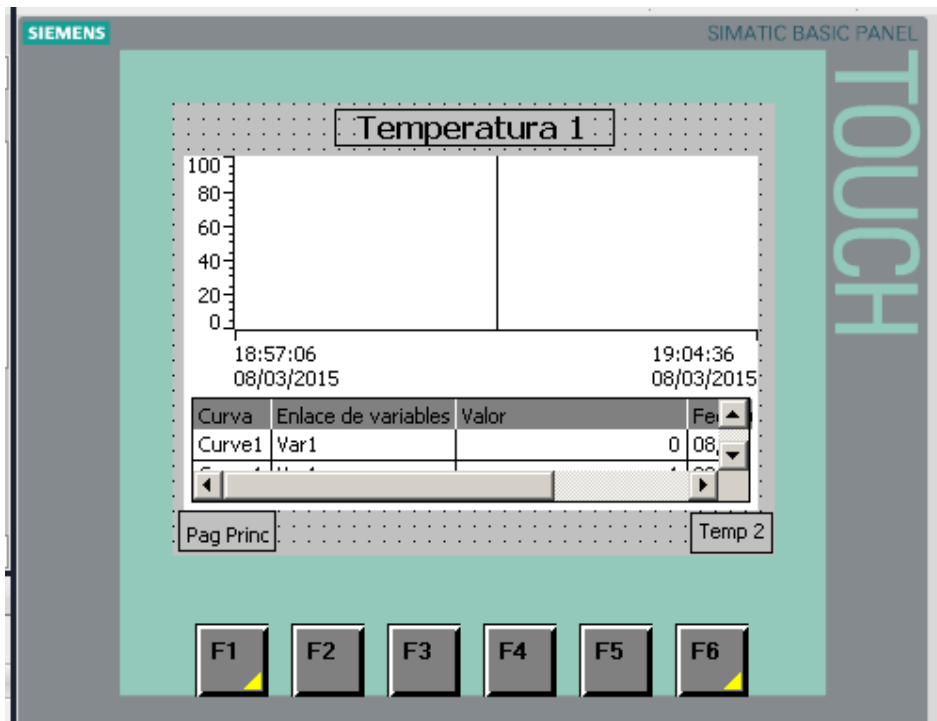 SIEMENS
SIMATIC BASIC PANEL
TOUCH
Temperatura 1
100
80
60
40
20
0
18:57:06
19:04:36
08/03/2015
08/03/2015
Curva Enlace de variables Valor
Curve1 Var1 0 08
Pag Princ
Temp 2
F1 F2 F3 F4 F5 F6